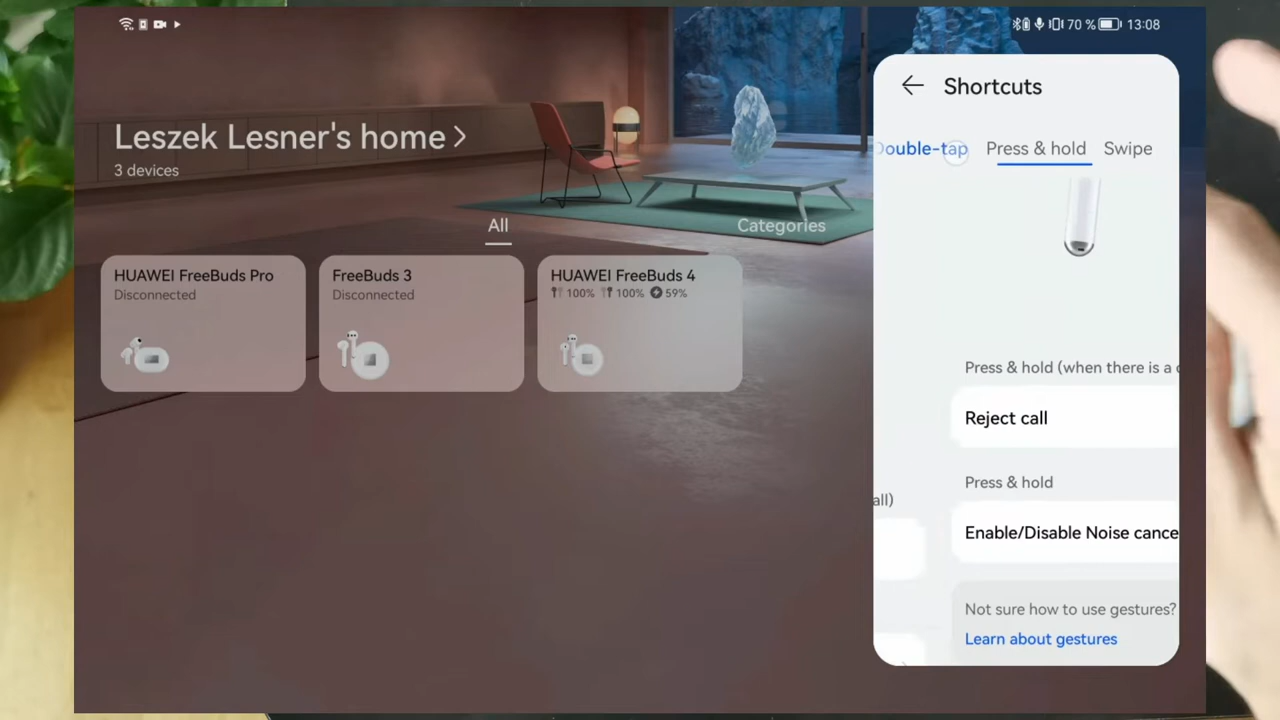 70 % 13:08
Leszek Lesner's home
3 devices
All
Categories
HUAWEI FreeBuds Pro
Disconnected
FreeBuds 3
Disconnected
HUAWEI FreeBuds 4
100% 100% 59%
Shortcuts
Double-tap Press & hold Swipe
Press & hold (when there is a
Reject call
Press & hold
Enable/Disable Noise cance
all)
Not sure how to use gestures?
Learn about gestures